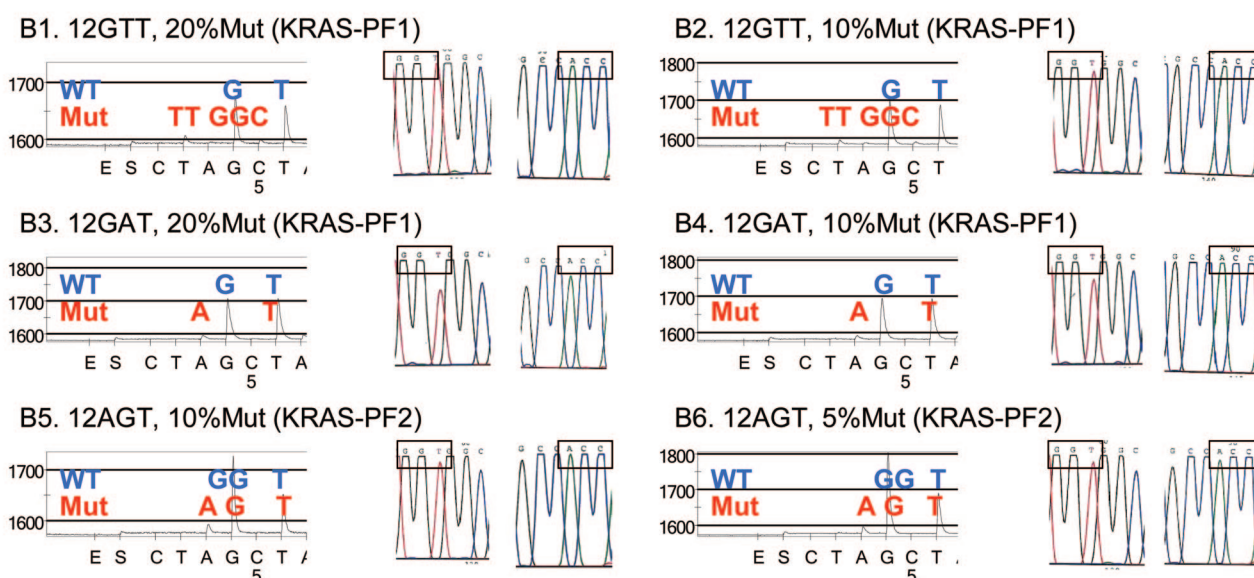 B1. 12GTT, 20%Mut (KRAS-PF1)
1700
WT G T
Mut TT GGC
1600
E S C T A G C T A
5
G G T G G C
G C C A C C
B2. 12GTT, 10%Mut (KRAS-PF1)
1800
1700
WT G T
Mut TT GGC
1600
E S C T A G C T
5
G G T G G C
G C C A C C
B3. 12GAT, 20%Mut (KRAS-PF1)
1800
WT G T
1700
Mut A T
1600
E S C T A G C T A
5
G G T G G C
G C C A C C
B4. 12GAT, 10%Mut (KRAS-PF1)
1800
WT G T
1700
Mut A T
1600
E S C T A G C T A
5
G G T G G C
G C C A C C
B5. 12AGT, 10%Mut (KRAS-PF2)
1700
WT GG T
Mut A G T
1600
E S C T A G C T
5
G G T G G C
G C C A C C
B6. 12AGT, 5%Mut (KRAS-PF2)
1800
WT GG T
1700
Mut A G T
1600
E S C T A G C T A
5
G G T G G C
G C C A C C